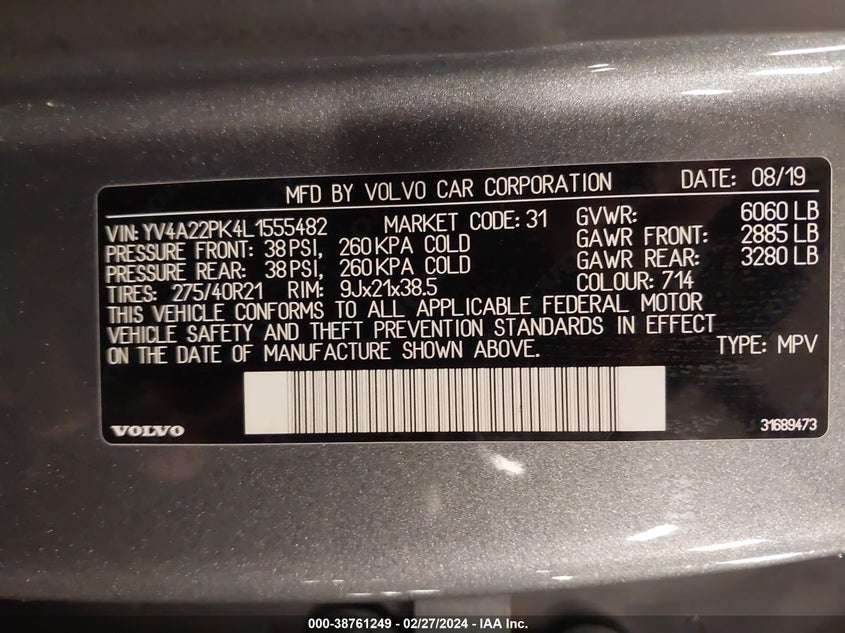 MFD BY VOLVO CAR CORPORATION DATE: 08/19
VIN: YV4A22PK4L1555482 MARKET CODE: 31 GVWR: 6060 LB
PRESSURE FRONT: 38 PSI, 260 KPA COLD GAWR FRONT: 2885 LB
PRESSURE REAR: 38 PSI, 260 KPA COLD GAWR REAR: 3280 LB
TIRES: 275/40R21 RIM: 9Jx21x38.5 COLOUR: 714
THIS VEHICLE CONFORMS TO ALL APPLICABLE FEDERAL MOTOR
VEHICLE SAFETY AND THEFT PREVENTION STANDARDS IN EFFECT
ON THE DATE OF MANUFACTURE SHOWN ABOVE. TYPE: MPV
VOLVO 31689473
000-38761249 — 02/27/2024 — IAA Inc.